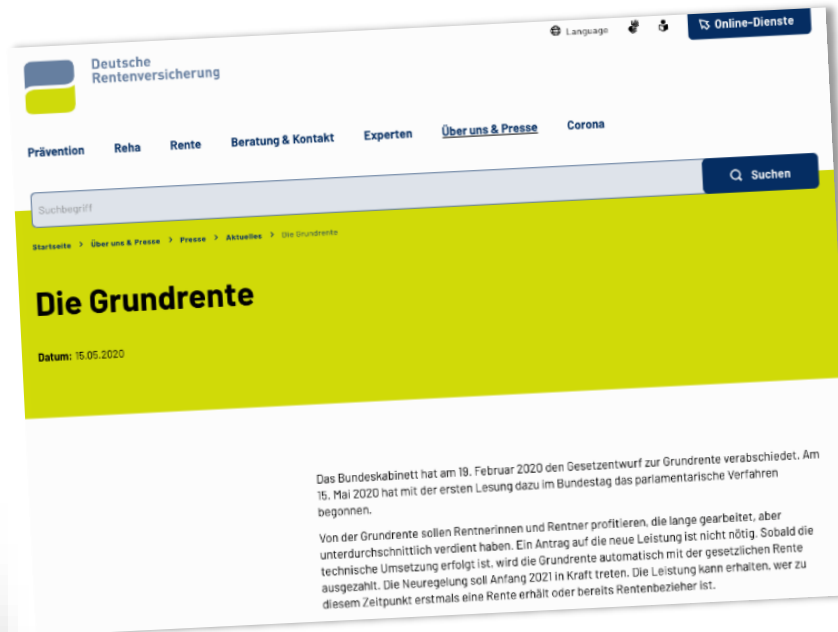 Language
Online-Dienste
Deutsche
Rentenversicherung
Prävention Reha Rente Beratung & Kontakt Experten Über uns & Presse Corona
Suchbegriff
Suchen
Startseite > Über uns & Presse > Presse > Aktuelles > Die Grundrente
Die Grundrente
Datum: 15.05.2020
Das Bundeskabinett hat am 19. Februar 2020 den Gesetzentwurf zur Grundrente verabschiedet. Am
15. Mai 2020 hat mit der ersten Lesung dazu im Bundestag das parlamentarische Verfahren
begonnen.
Von der Grundrente sollen Rentnerinnen und Rentner profitieren, die lange gearbeitet, aber
unterdurchschnittlich verdient haben. Ein Antrag auf die neue Leistung ist nicht nötig. Sobald die
technische Umsetzung erfolgt ist, wird die Grundrente automatisch mit der gesetzlichen Rente
ausgezahlt. Die Neuregelung soll Anfang 2021 in Kraft treten. Die Leistung kann erhalten, wer zu
diesem Zeitpunkt erstmals eine Rente erhält oder bereits Rentenbezieher ist.